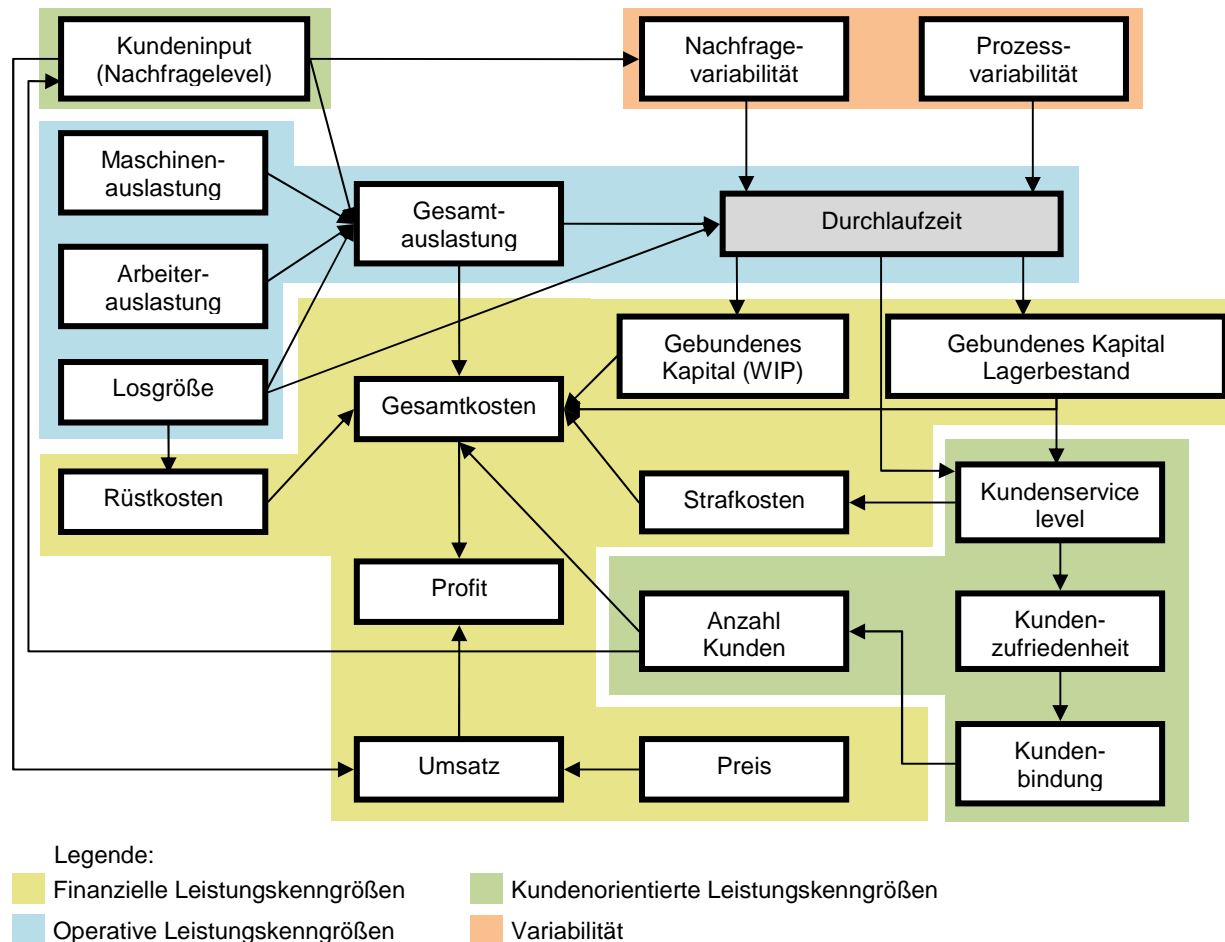 Kundeninput
(Nachfragelevel)
Nachfrage-
variabilität
Prozess-
variabilität
Maschinen-
auslastung
Gesamt-
auslastung
Durchlaufzeit
Arbeiter-
auslastung
Gebundenes
Kapital (WIP)
Gebundenes Kapital
Lagerbestand
Losgröße
Gesamtkosten
Rüstkosten
Strafkosten
Kundenservice
level
Profit
Anzahl
Kunden
Kunden-
zufriedenheit
Umsatz
Preis
Kunden-
bindung
Legende:
Finanzielle Leistungskenngrößen
Kundenorientierte Leistungskenngrößen
Operative Leistungskenngrößen
Variabilität